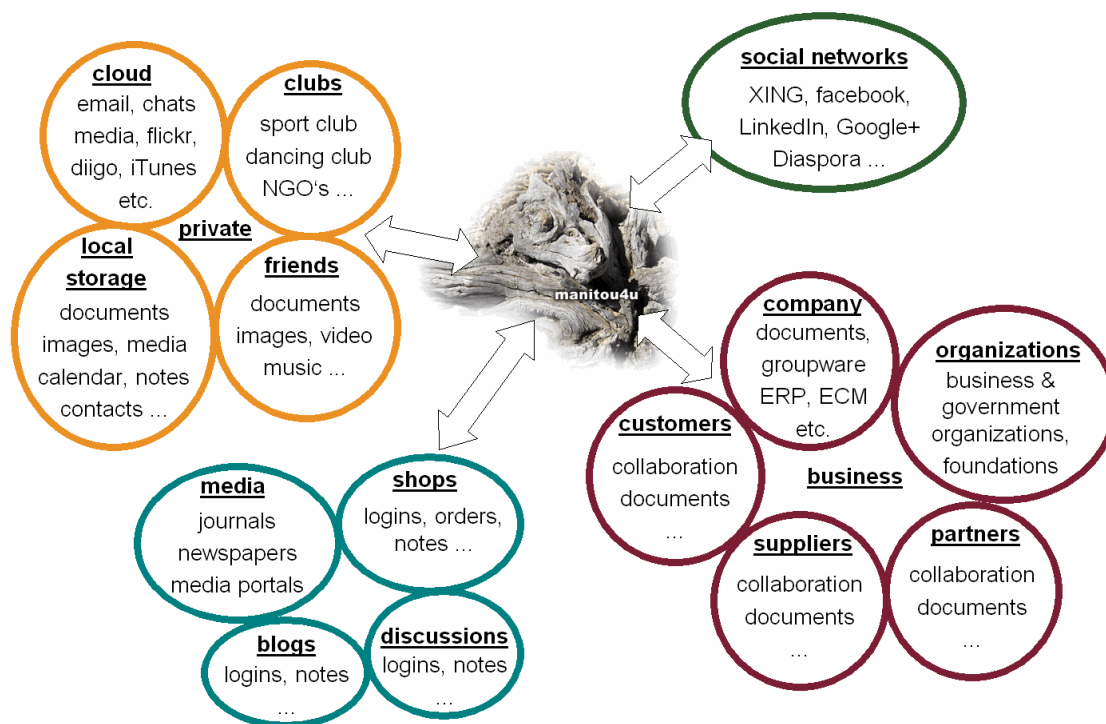 cloud
email, chats
media, flickr,
diigo, iTunes
etc.
clubs
sport club
dancing club
NGO‘s ...
private
local
storage
documents
images, media
calendar, notes
contacts ...
friends
documents
images, video
music ...
social networks
XING, facebook,
LinkedIn, Google+
Diaspora ...
manitou4u
company
documents,
groupware
ERP, ECM
etc.
organizations
business &
government
organizations,
foundations
customers
collaboration
documents
...
business
suppliers
collaboration
documents
...
partners
collaboration
documents
...
media
journals
newspapers
media portals
shops
logins, orders,
notes ...
blogs
logins, notes
...
discussions
logins, notes
...